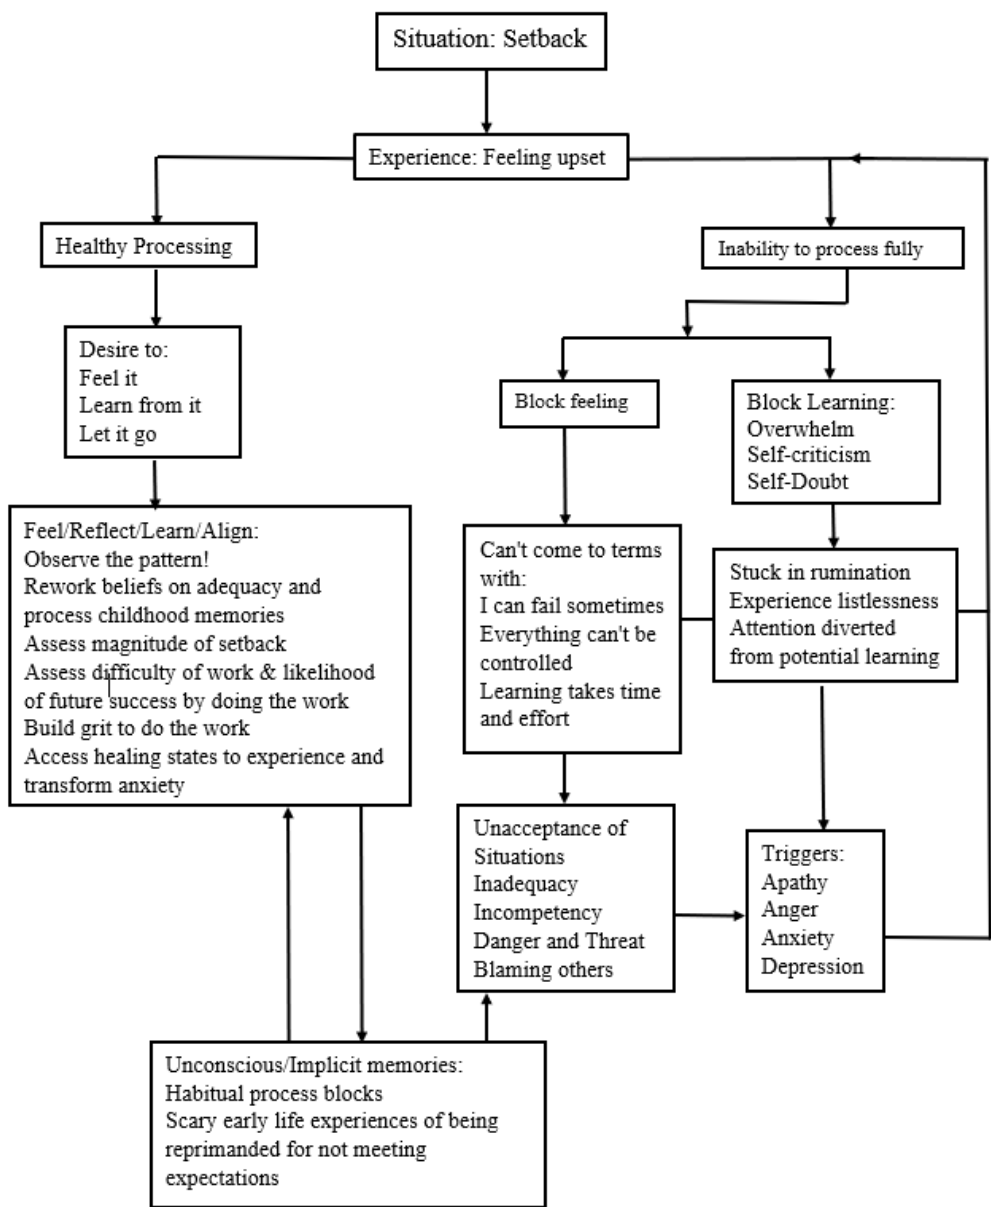 Situation: Setback
Experience: Feeling upset
Healthy Processing
Inability to process fully
Desire to:
Feel it
Learn from it
Let it go
Block feeling
Block Learning:
Overwhelm
Self-criticism
Self-Doubt
Feel/Reflect/Learn/Align:
Observe the pattern!
Rework beliefs on adequacy and
process childhood memories
Assess magnitude of setback
Assess difficulty of work & likelihood
of future success by doing the work
Build grit to do the work
Access healing states to experience and
transform anxiety
Can't come to terms
with:
I can fail sometimes
Everything can't be
controlled
Learning takes time
and effort
Stuck in rumination
Experience listlessness
Attention diverted
from potential learning
Unacceptance of
Situations
Inadequacy
Incompetency
Danger and Threat
Blaming others
Triggers:
Apathy
Anger
Anxiety
Depression
Unconscious/Implicit memories:
Habitual process blocks
Scary early life experiences of being
reprimanded for not meeting
expectations